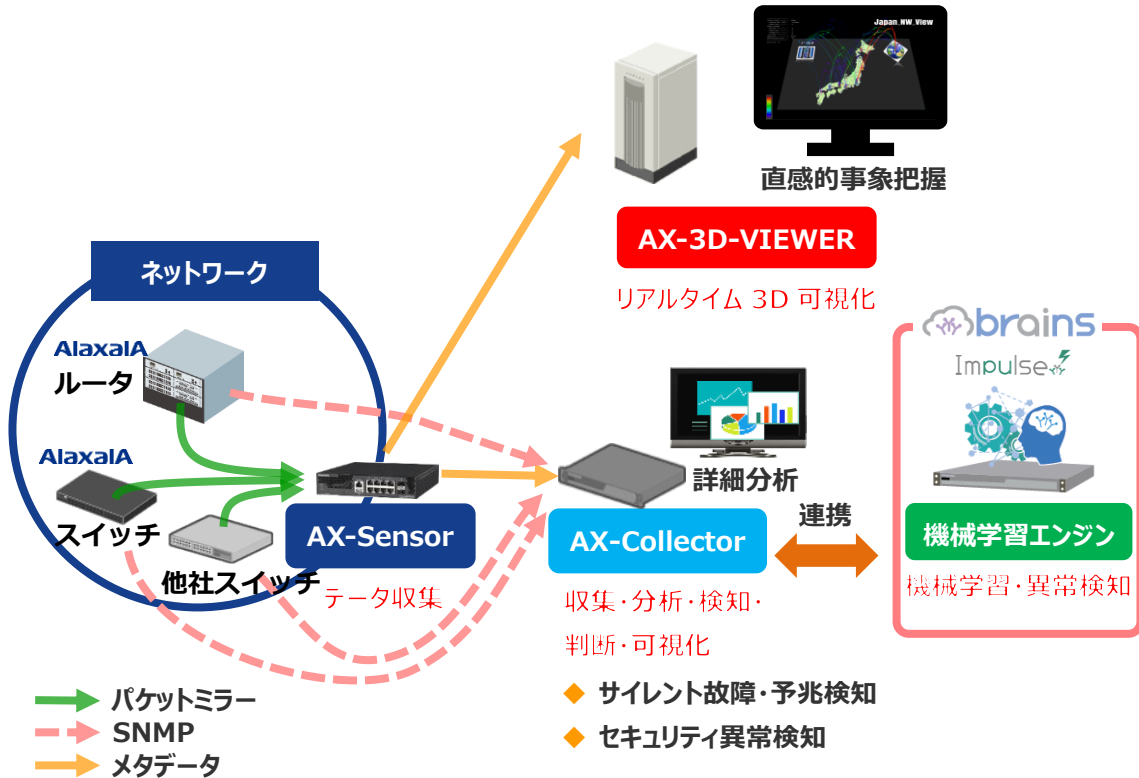 Japan_NW_View
直感的事象把握
AX-3D-VIEWER
リアルタイム 3D 可視化
ネットワーク
AlaxalA
ルータ
AlaxalA
スイッチ
他社スイッチ
AX-Sensor
データ収集
詳細分析
AX-Collector
収集・分析・検知・
判断・可視化
◆ サイレント故障・予兆検知
◆ セキュリティ異常検知
連携
brains
Impulse
機械学習エンジン
機械学習・異常検知
パケットミラー
SNMP
メタデータ